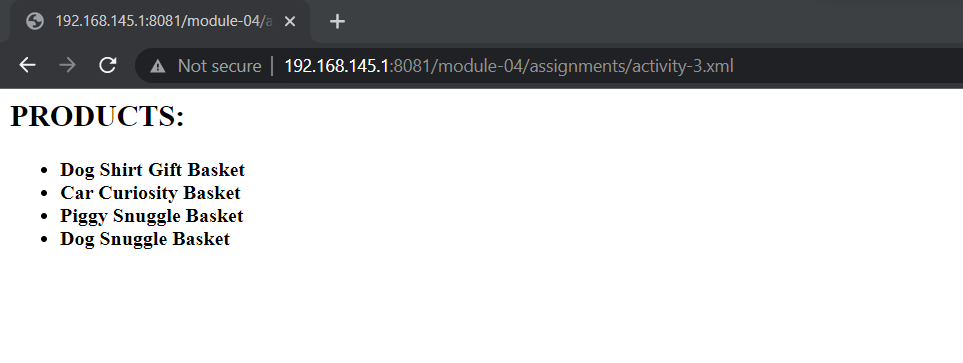 192.168.145.1:8081/module-04/a
Not secure | 192.168.145.1:8081/module-04/assignments/activity-3.xml
PRODUCTS:
• Dog Shirt Gift Basket
• Car Curiosity Basket
• Piggy Snuggle Basket
• Dog Snuggle Basket